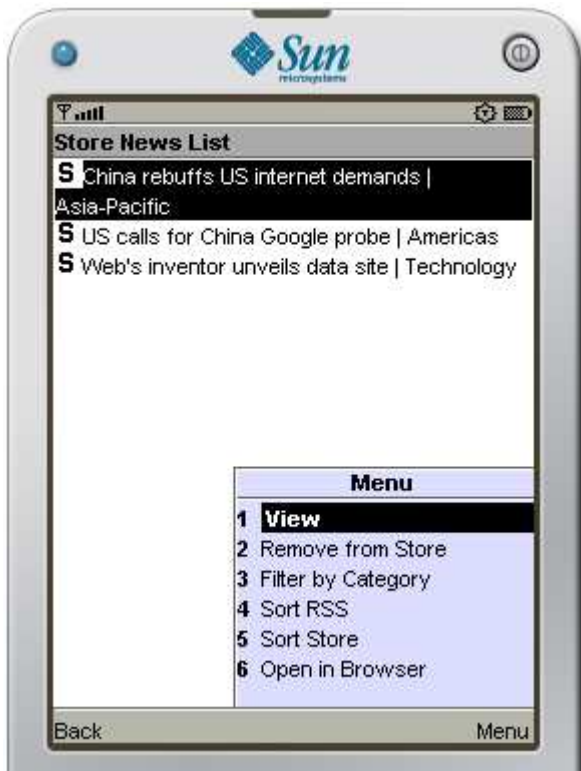 Sun
microsystems
Store News List
S China rebuffs US internet demands |
Asia-Pacific
S US calls for China Google probe | Americas
S Web's inventor unveils data site | Technology
Menu
1 View
2 Remove from Store
3 Filter by Category
4 Sort RSS
5 Sort Store
6 Open in Browser
Back Menu